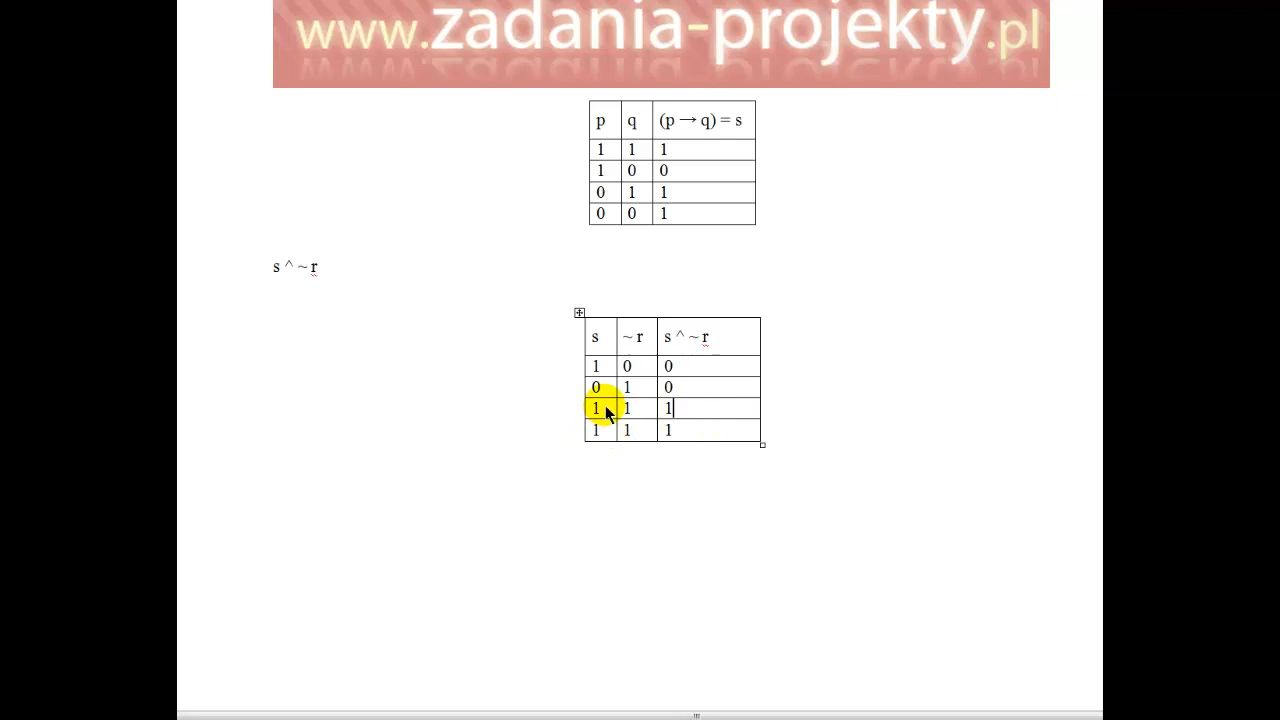 www.zadania-projekty.pl
p q (p → q) = s
1 1 1
1 0 0
0 1 1
0 0 1
s ^ ~ r
s ~ r s ^ ~ r
1 0 0
0 1 0
1 1 1
1 1 1